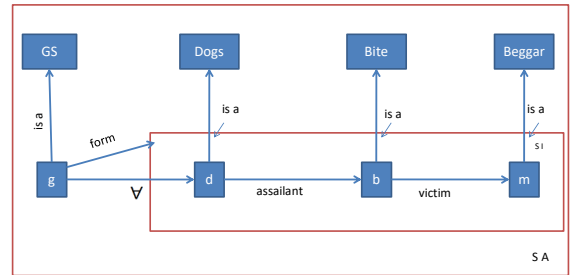 GS
Dogs
Bite
Beggar
is a
is a
is a
is a
form
S I
g
d
b
m
∀
assailant
victim
S A